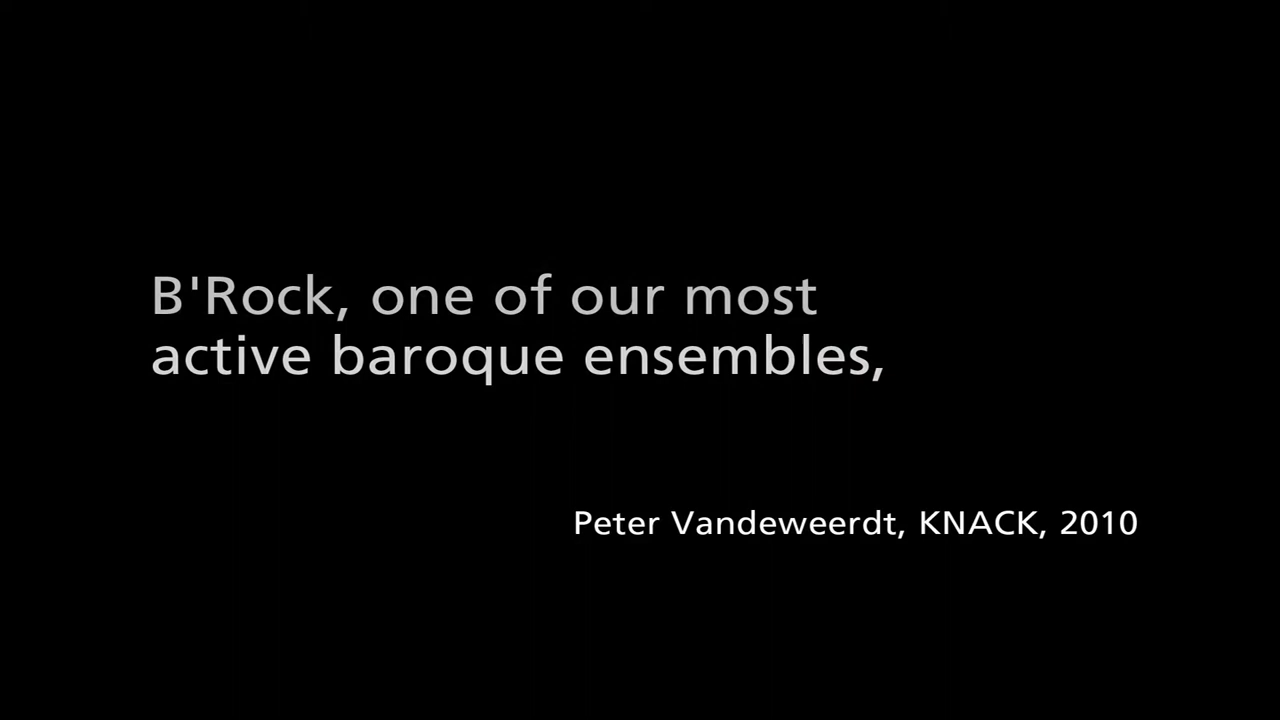 B'Rock, one of our most
active baroque ensembles,
Peter Vandeweerdt, KNACK, 2010